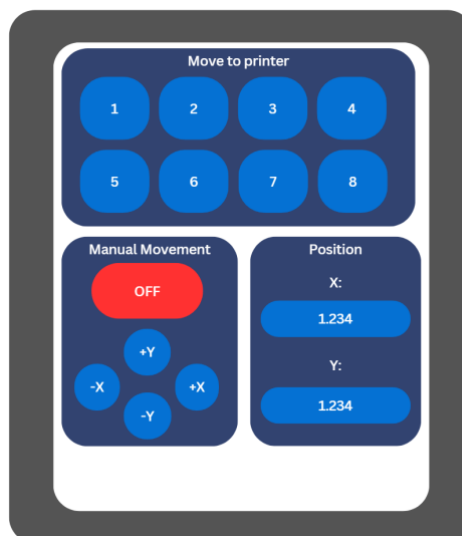 Move to printer
1 2 3 4
5 6 7 8
Manual Movement
OFF
+Y
-X +X
-Y
Position
X:
1.234
Y:
1.234